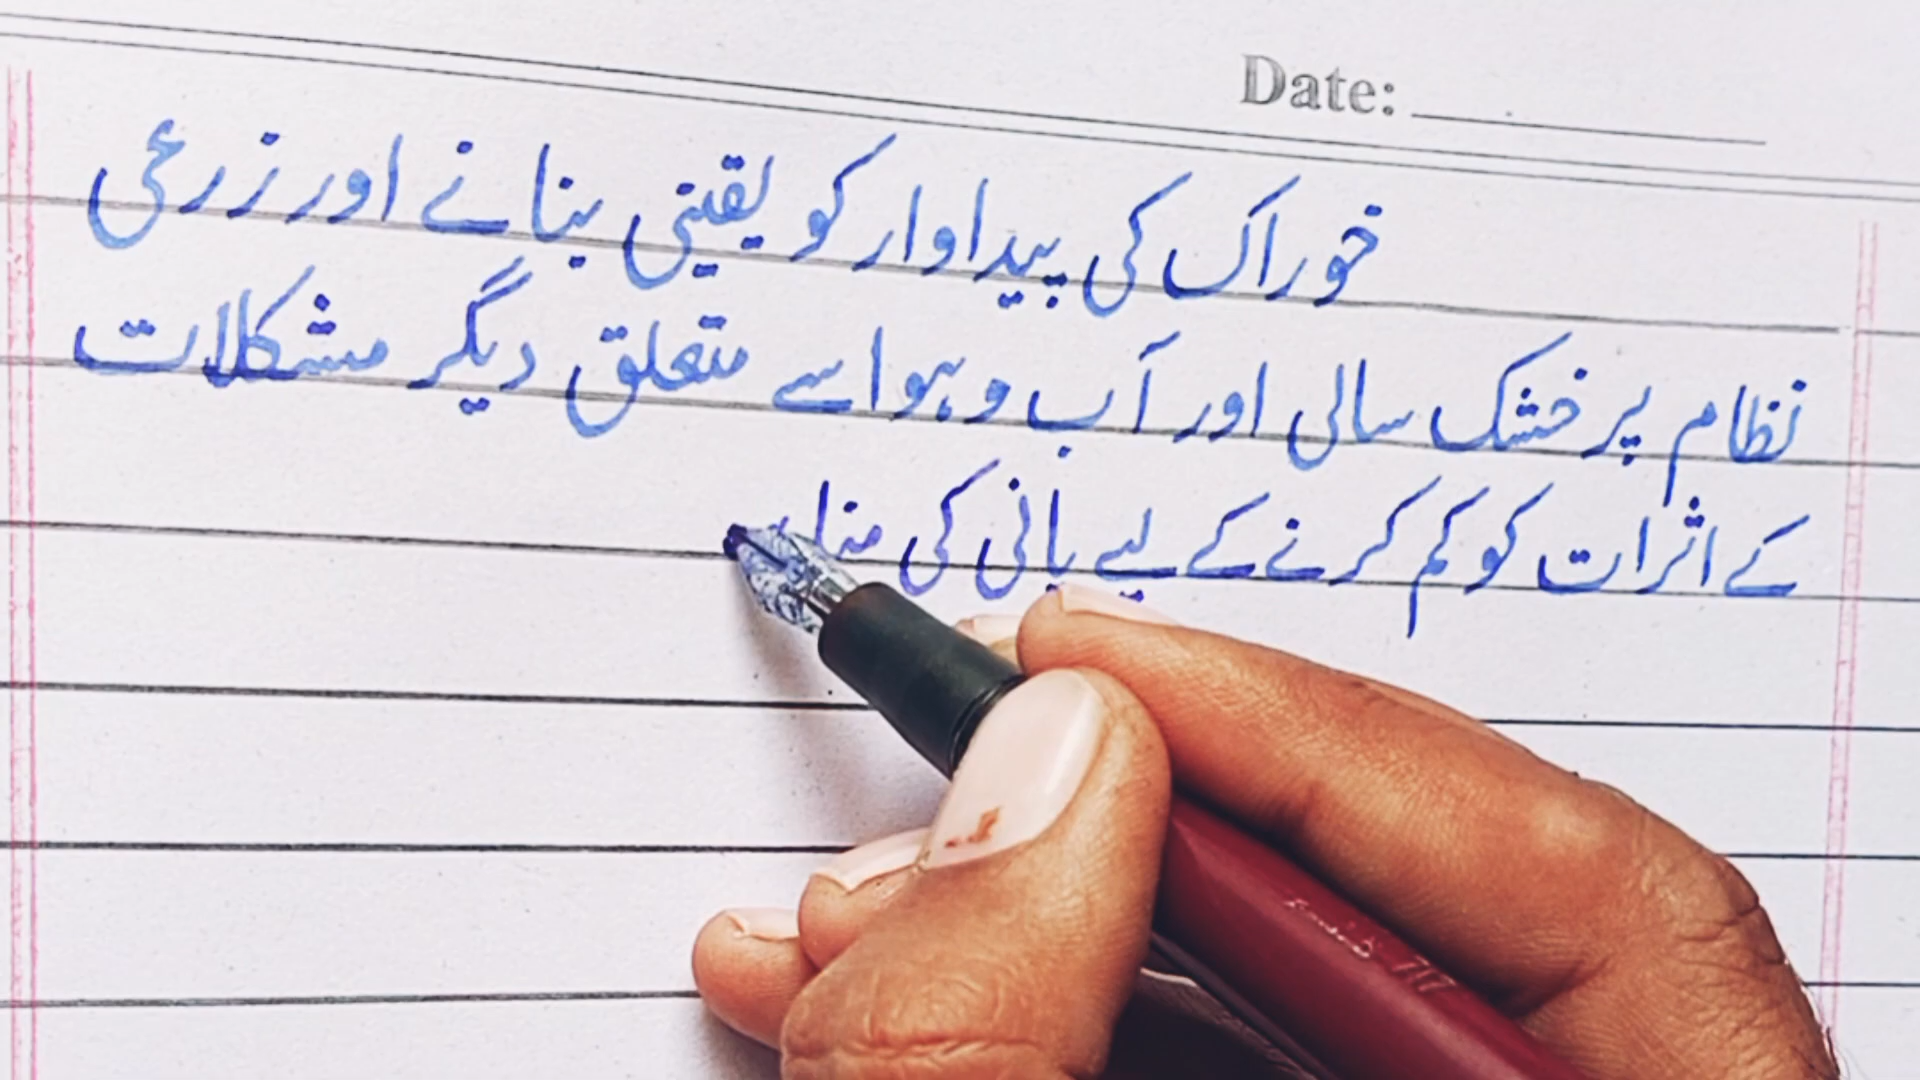 Date:
خوراک کی پیداوار کو یقینی بنانے اور زرعی
نظام پر خشک سالی اور آب و ہوا سے متعلق دیگر مشکلات
کے اثرات کو کم کرنے کے لیے پانی کی